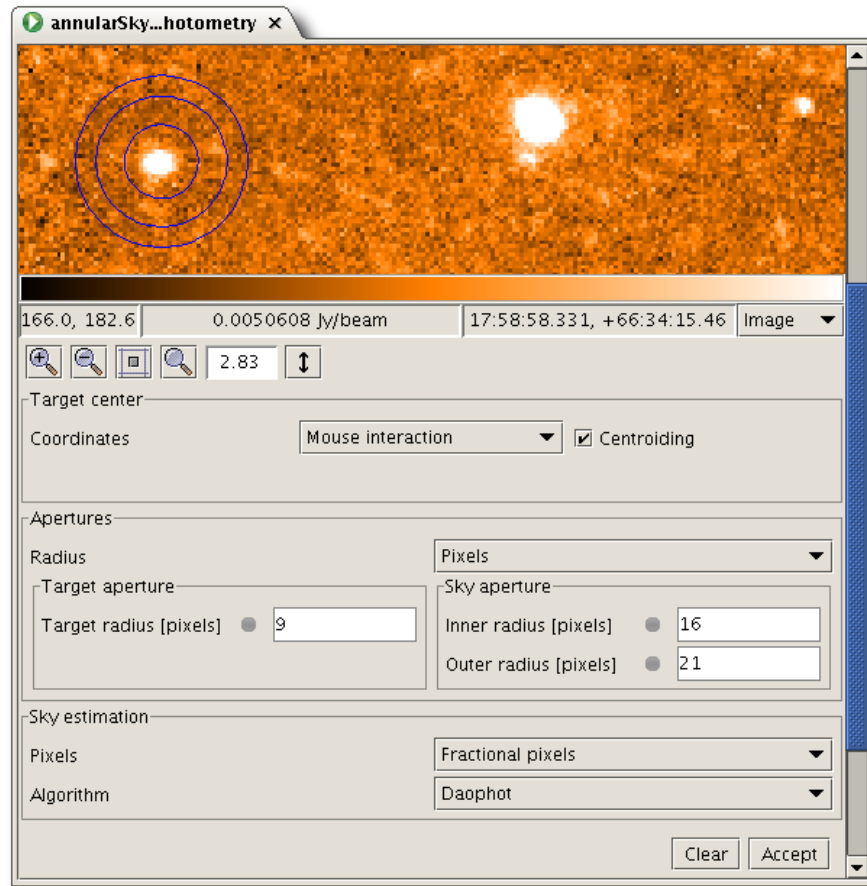 annularSky...hotometry ×
166.0, 182.6 0.0050608 Jy/beam 17:58:58.331, +66:34:15.46 Image
2.83
Target center
Coordinates Mouse interaction Centroiding
Apertures
Radius Pixels
Target aperture Sky aperture
Target radius [pixels] 9 Inner radius [pixels] 16
Outer radius [pixels] 21
Sky estimation
Pixels Fractional pixels
Algorithm Daophot
Clear Accept